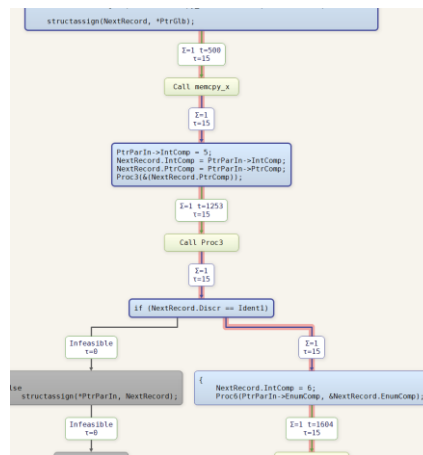 structassign(NextRecord, *PtrGlb);
Σ=1 t=500
τ=15
Call memcpy_x
Σ=1
τ=15
PtrParIn->IntComp = 5;
NextRecord.IntComp = PtrParIn->IntComp;
NextRecord.PtrComp = PtrParIn->PtrComp;
Proc3(&(NextRecord.PtrComp));
Σ=1 t=1253
τ=15
Call Proc3
Σ=1
τ=15
if (NextRecord.Discr == Ident1)
Infeasible
τ=0
Σ=1
τ=15
lse
structassign(*PtrParIn, NextRecord);
{
NextRecord.IntComp = 6;
Proc6(PtrParIn->EnumComp, &NextRecord.EnumComp);
Infeasible
τ=0
Σ=1 t=1604
τ=15